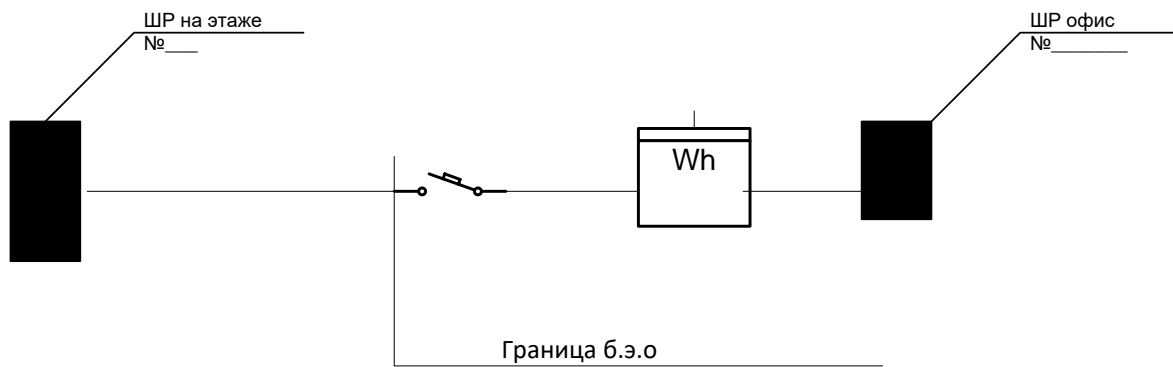 ШР на этаже
№___
ШР офис
№_______
Wh
Граница б.э.о